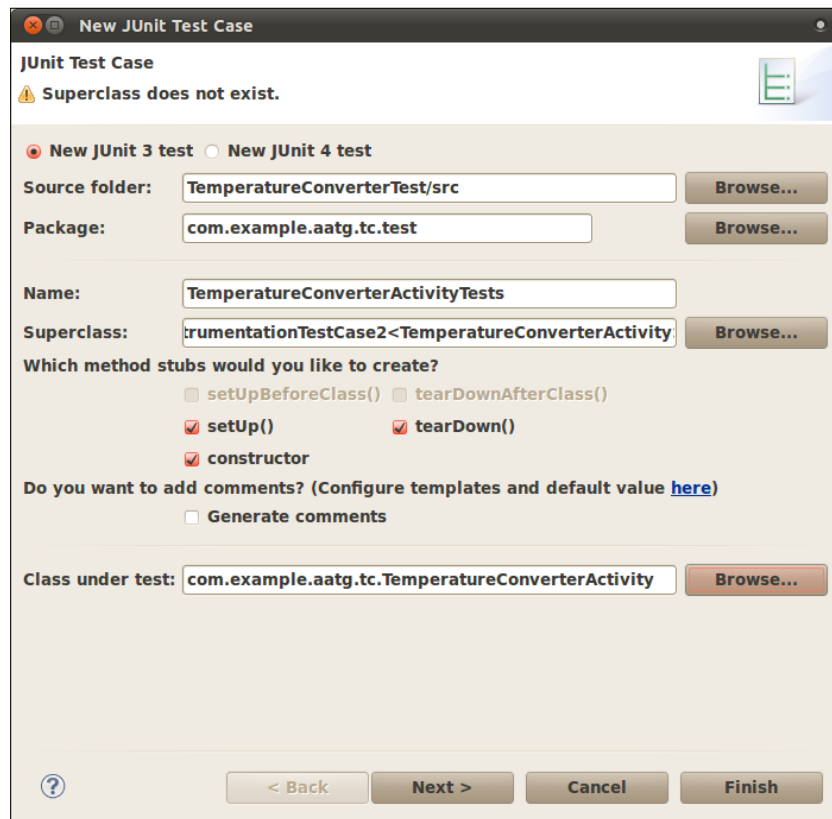 New JUnit Test Case
JUnit Test Case
Superclass does not exist.
New JUnit 3 test New JUnit 4 test
Source folder: TemperatureConverterTest/src Browse...
Package: com.example.aatg.tc.test Browse...
Name: TemperatureConverterActivityTests
Superclass: trumentationTestCase2<TemperatureConverterActivity> Browse...
Which method stubs would you like to create?
setUpBeforeClass() tearDownAfterClass()
setUp() tearDown()
constructor
Do you want to add comments? (Configure templates and default value here)
Generate comments
Class under test: com.example.aatg.tc.TemperatureConverterActivity Browse...
? < Back Next > Cancel Finish